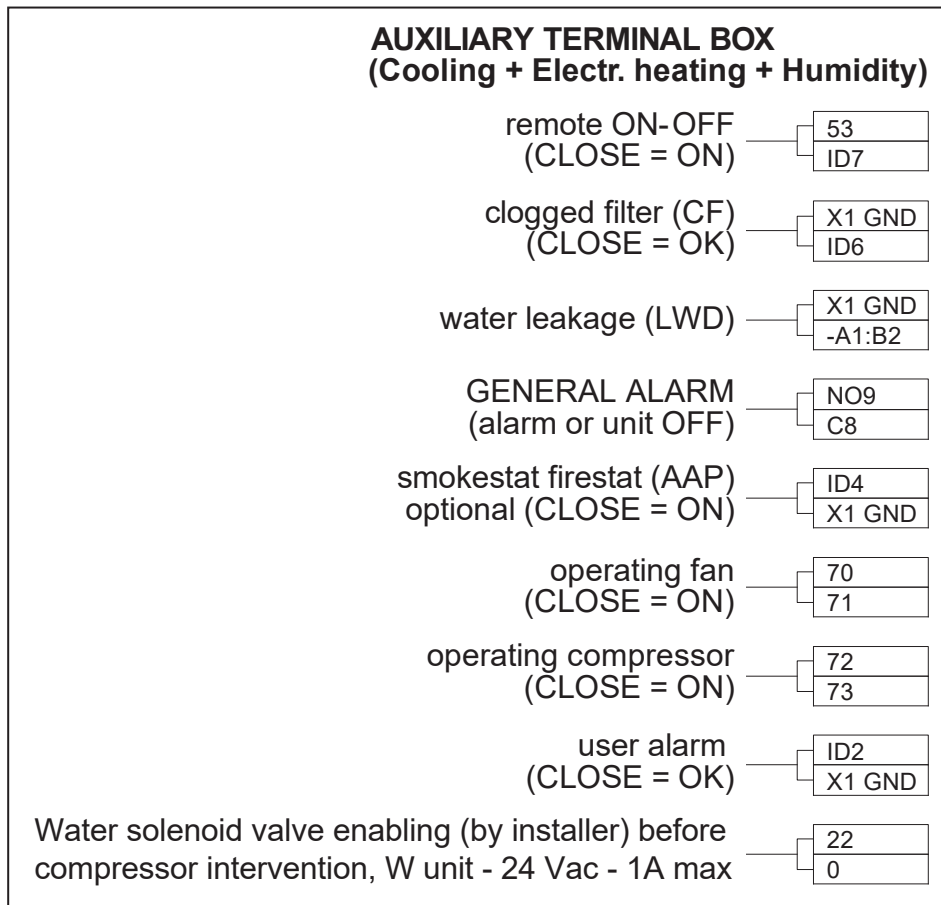 AUXILIARY TERMINAL BOX
(Cooling + Electr. heating + Humidity)
remote ON-OFF
(CLOSE = ON)
53
ID7
clogged filter (CF)
(CLOSE = OK)
X1 GND
ID6
water leakage (LWD)
X1 GND
-A1:B2
GENERAL ALARM
(alarm or unit OFF)
NO9
C8
smokestat firestat (AAP)
optional (CLOSE = ON)
ID4
X1 GND
operating fan
(CLOSE = ON)
70
71
operating compressor
(CLOSE = ON)
72
73
user alarm
(CLOSE = OK)
ID2
X1 GND
Water solenoid valve enabling (by installer) before
compressor intervention, W unit - 24 Vac - 1A max
22
0